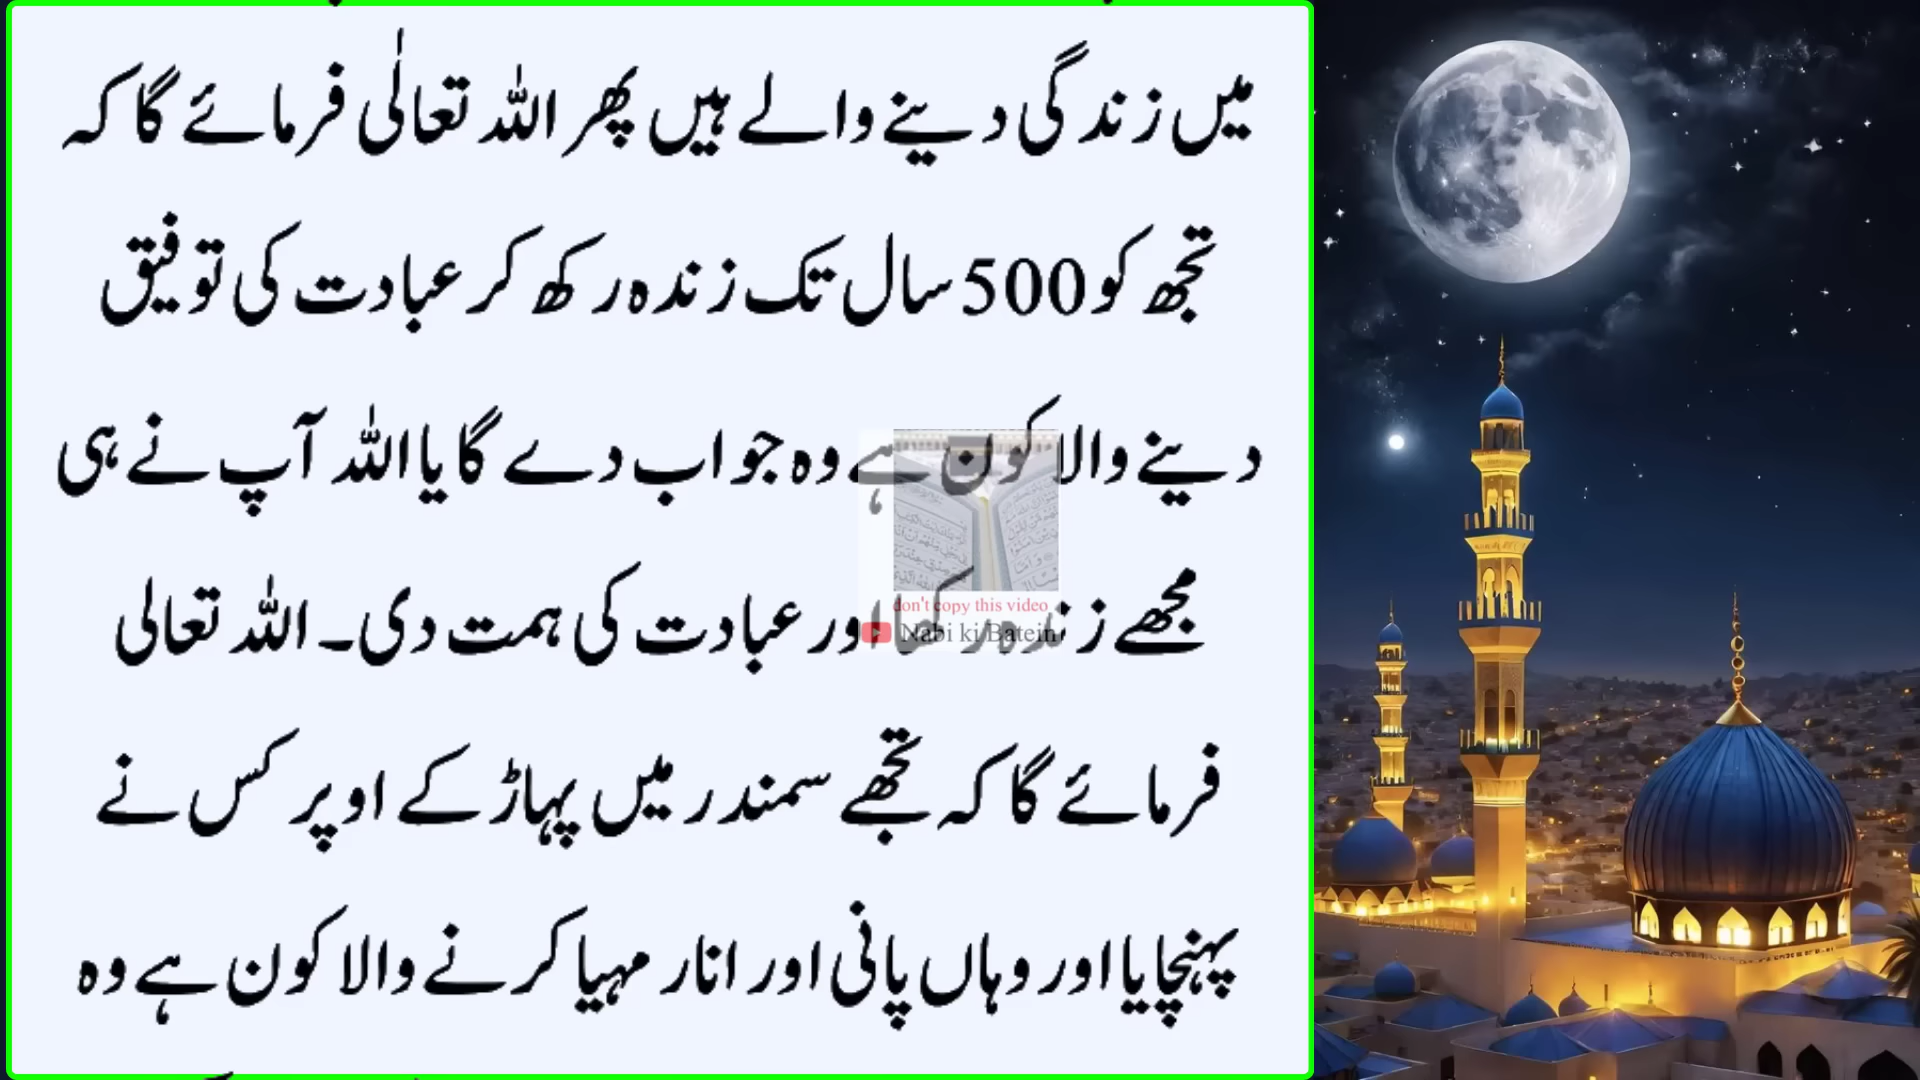 میں زندگی دینے والے ہیں پھر اللہ تعالٰی فرمائے گا کہ
تجھ کو 500 سال تک زندہ رکھ کر عبادت کی توفیق
دینے والا کون ہے وہ جواب دے گا یا اللہ آپ نے ہی
مجھے زندہ رکھا اور عبادت کی ہمت دی۔ اللہ تعالی
فرمائے گا کہ تجھے سمندر میں پہاڑ کے اوپر کس نے
پہنچایا اور وہاں پانی اور انار مہیا کرنے والا کون ہے وہ
don't copy this video
Nabi ki Batein